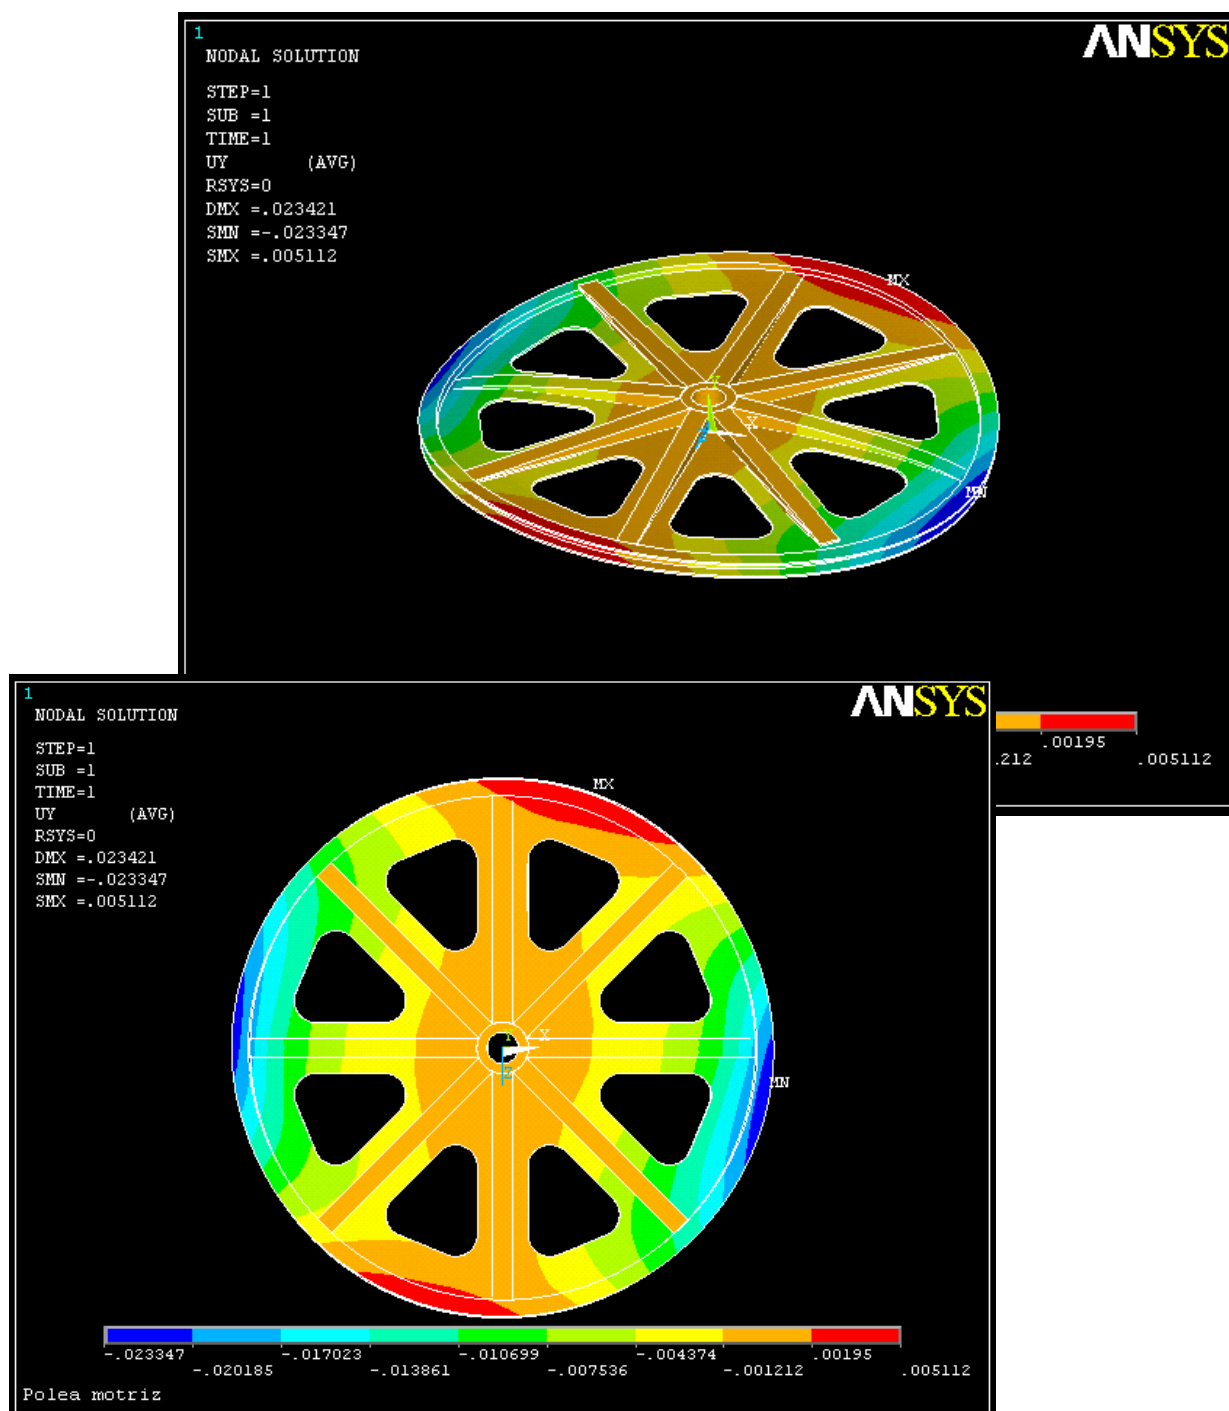 1
ANSYS
NODAL SOLUTION
STEP=1
SUB =1
TIME=1
UY (AVG)
RSYS=0
DMX =.023421
SMN =-.023347
SMX =.005112
MX
Y
X
Z
MN
.00195
.212
.005112
1
ANSYS
NODAL SOLUTION
STEP=1
SUB =1
TIME=1
UY (AVG)
RSYS=0
DMX =.023421
SMN =-.023347
SMX =.005112
MX
Y
X
Z
MN
-.023347 -.017023 -.010699 -.004374 .00195
-.020185 -.013861 -.007536 -.001212 .005112
Polea motriz